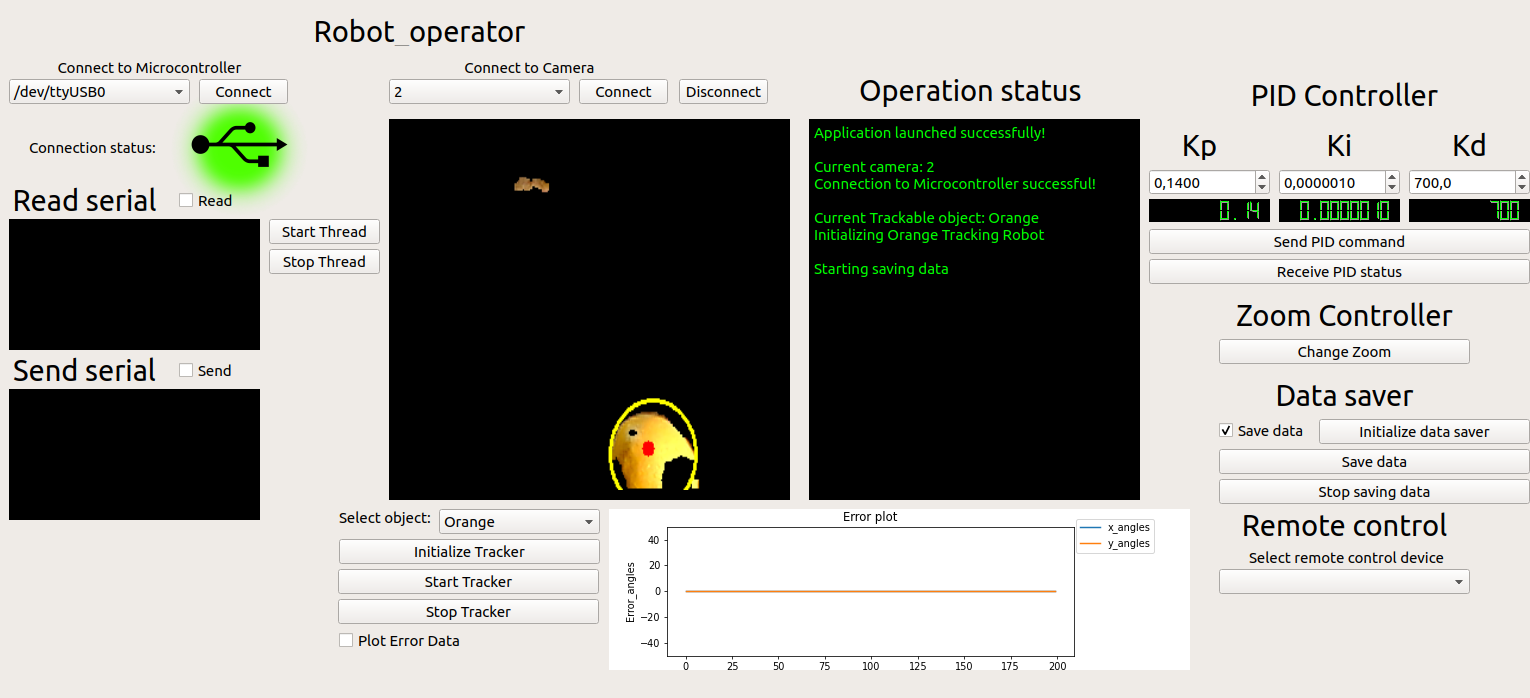 Robot_operator
Connect to Microcontroller
/dev/ttyUSB0
Connect
Connection status:
Read serial
Read
Start Thread
Stop Thread
Send serial
Send
Connect to Camera
2
Connect
Disconnect
Select object:
Orange
Initialize Tracker
Start Tracker
Stop Tracker
Plot Error Data
Operation status
Application launched successfully!
Current camera: 2
Connection to Microcontroller successful!
Current Trackable object: Orange
Initializing Orange Tracking Robot
Starting saving data
Error plot
x_angles
y_angles
Error_angles
40
20
0
−20
−40
0 25 50 75 100 125 150 175 200
PID Controller
Kp Ki Kd
0,1400 0,0000010 700,0
0.14 0.0000010 700
Send PID command
Receive PID status
Zoom Controller
Change Zoom
Data saver
Save data
Initialize data saver
Save data
Stop saving data
Remote control
Select remote control device